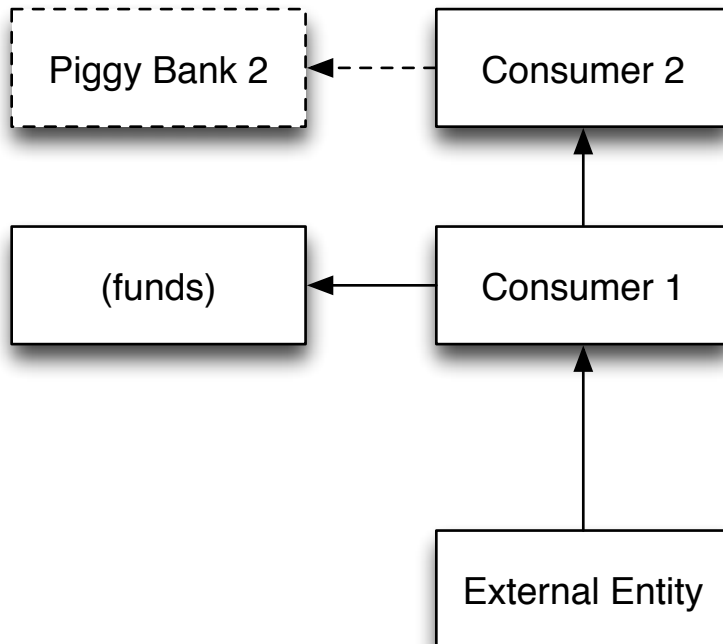 Piggy Bank 2
Consumer 2
(funds)
Consumer 1
External Entity